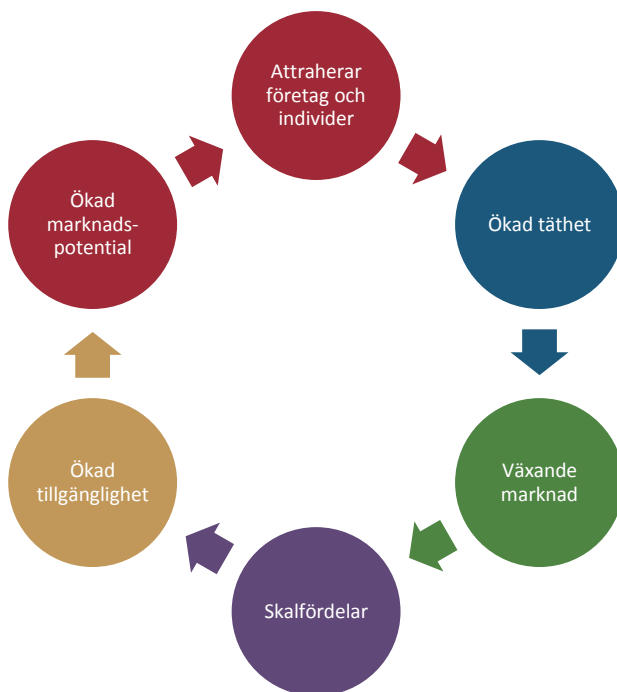 Attraherar
företag och
individer
Ökad täthet
Växande
marknad
Skalfördelar
Ökad
tillgänglighet
Ökad
marknads-
potential